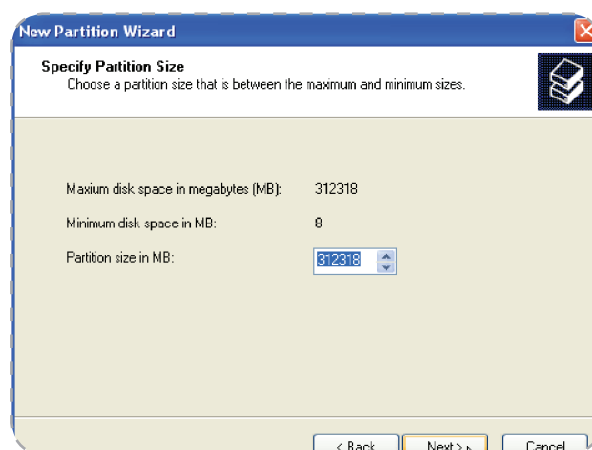 New Partition Wizard
Specify Partition Size
Choose a partition size that is between the maximum and minimum sizes.
Maxium disk space in megabytes (MB): 312318
Minimum disk space in MB: 8
Partition size in MB: 312318
< Back Next > Cancel